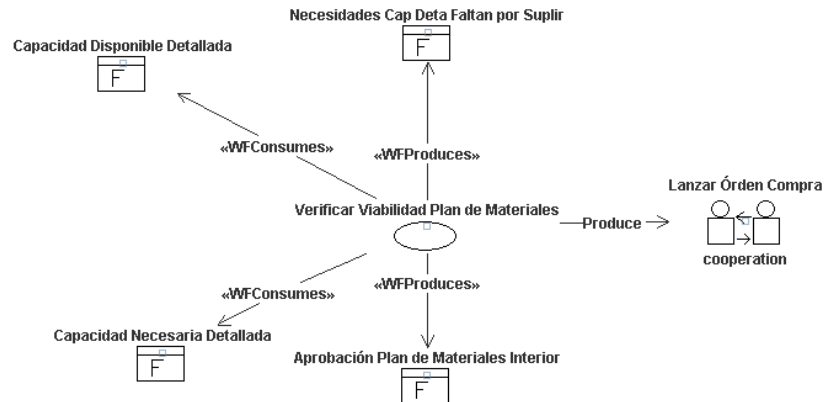 Necesidades Cap Deta Faltan por Suplir
F
Capacidad Disponible Detallada
F
«WFConsumes»
«WFProduces»
Lanzar Órden Compra
Verificar Viabilidad Plan de Materiales
Produce
cooperation
«WFConsumes»
«WFProduces»
Capacidad Necesaria Detallada
F
Aprobación Plan de Materiales Interior
F